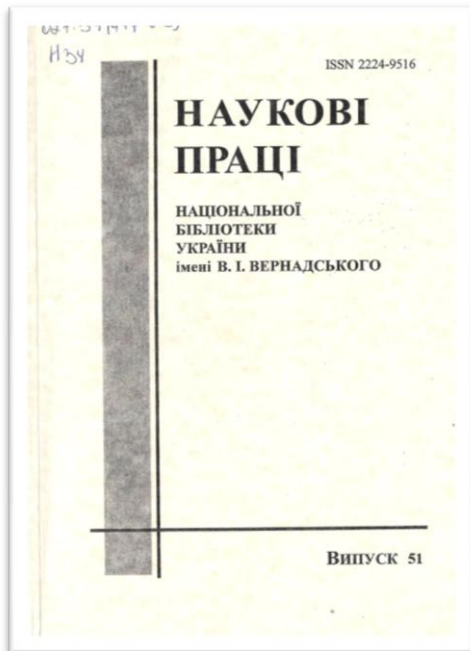 Н34
ISSN 2224-9516
НАУКОВІ
ПРАЦІ
НАЦІОНАЛЬНОЇ
БІБЛІОТЕКИ
УКРАЇНИ
імені В. І. ВЕРНАДСЬКОГО
ВИПУСК 51